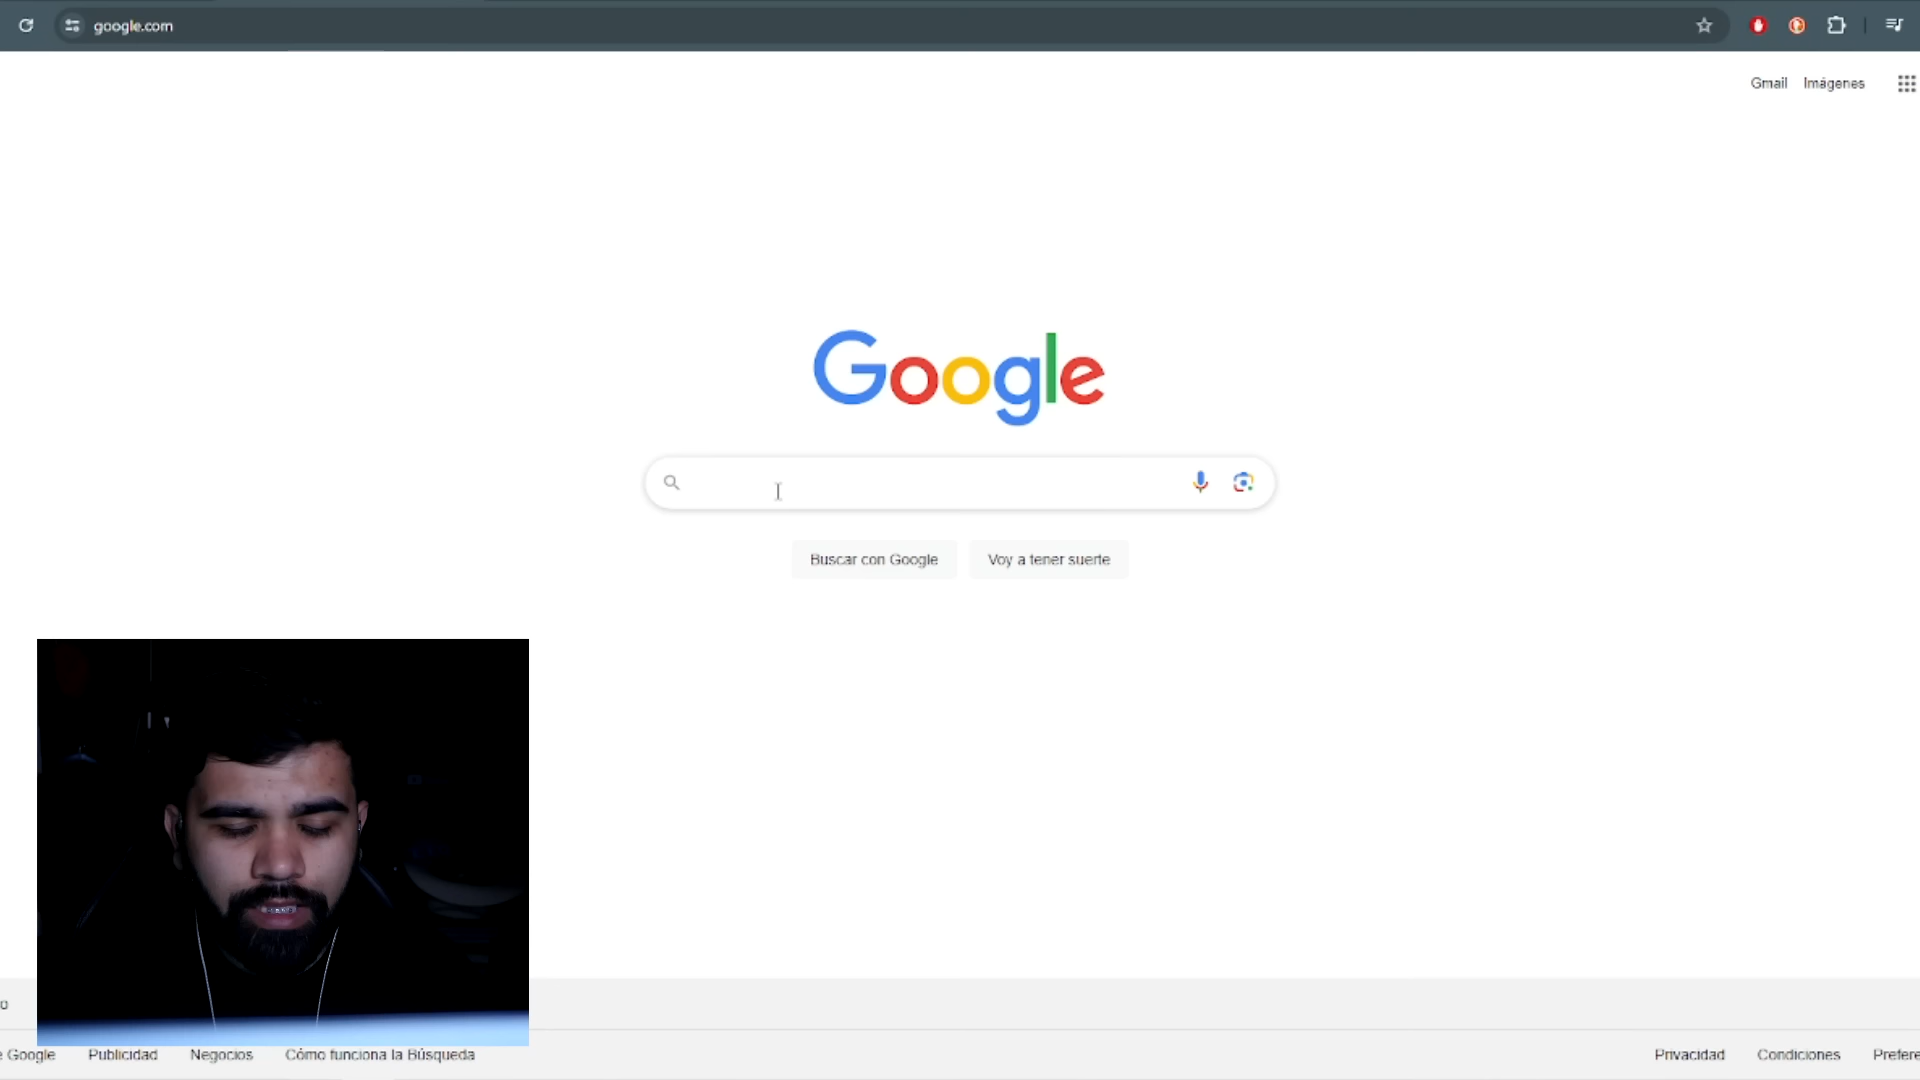 google.com
Gmail Imágenes
Google
Buscar con Google Voy a tener suerte
Google Publicidad Negocios Cómo funciona la Búsqueda Privacidad Condiciones